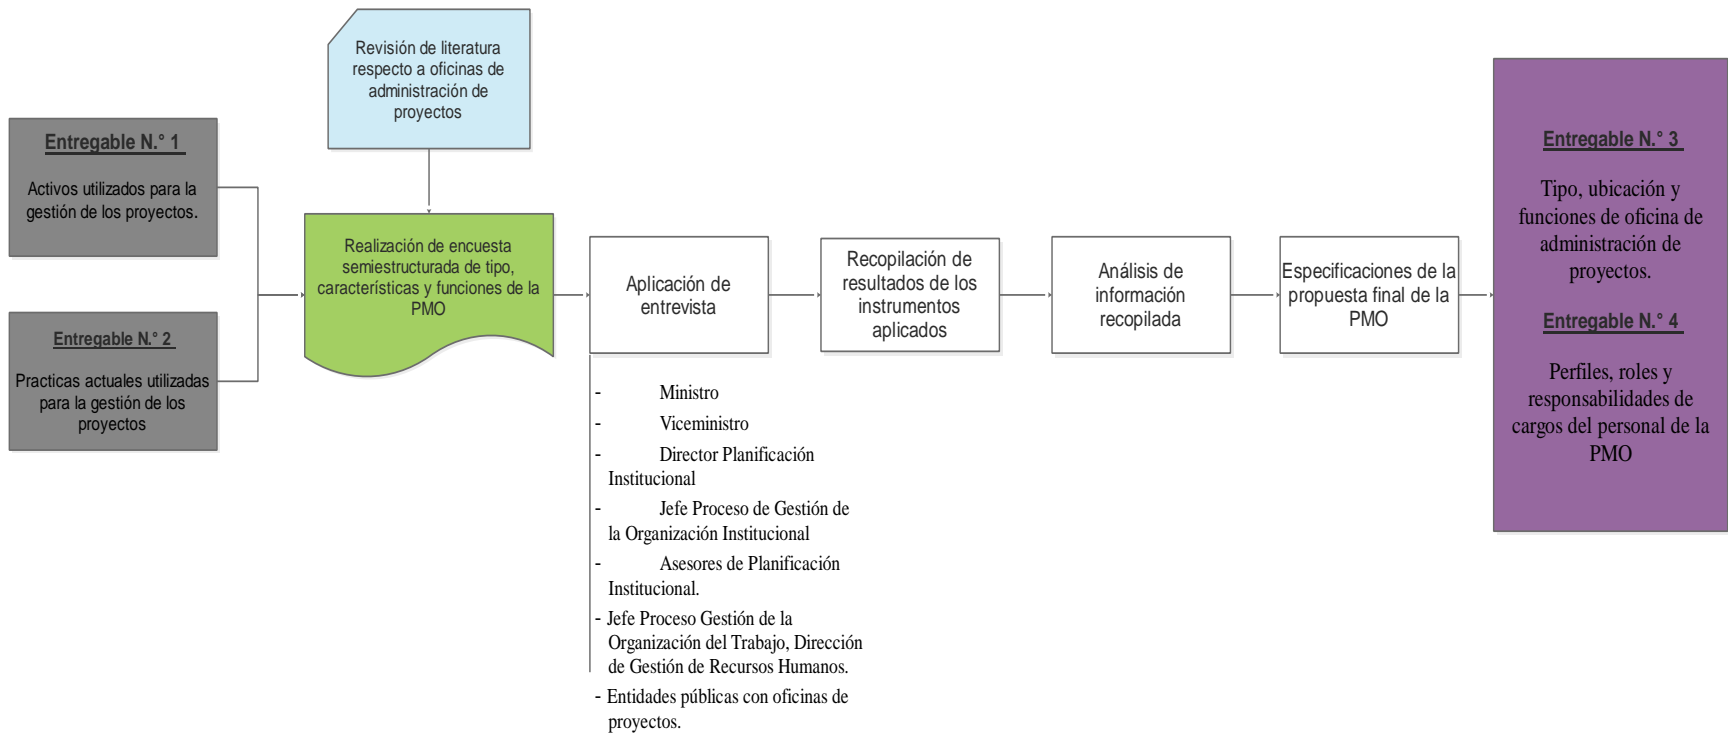 Revisión de literatura
respecto a oficinas de
administración de
proyectos
Entregable N.° 1
Activos utilizados para la
gestión de los proyectos.
Entregable N.° 2
Practicas actuales utilizadas
para la gestión de los
proyectos
Realización de encuesta
semiestructurada de tipo,
características y funciones de la
PMO
Aplicación de
entrevista
- Ministro
- Viceministro
- Director Planificación
Institucional
- Jefe Proceso de Gestión de
la Organización Institucional
- Asesores de Planificación
Institucional.
- Jefe Proceso Gestión de la
Organización del Trabajo, Dirección
de Gestión de Recursos Humanos.
- Entidades públicas con oficinas de
proyectos.
Recopilación de
resultados de los
instrumentos
aplicados
Análisis de
información
recopilada
Especificaciones de la
propuesta final de la
PMO
Entregable N.° 3
Tipo, ubicación y
funciones de oficina de
administración de
proyectos.
Entregable N.° 4
Perfiles, roles y
responsabilidades de
cargos del personal de la
PMO